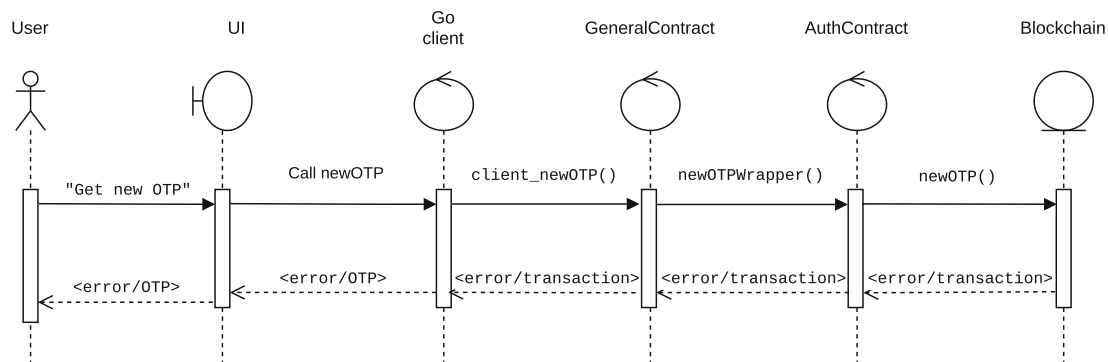 User
UI
Go
client
GeneralContract
AuthContract
Blockchain
"Get new OTP"
Call newOTP
client_newOTP()
newOTPWrapper()
newOTP()
<error/OTP>
<error/OTP>
<error/transaction>
<error/transaction>
<error/transaction>